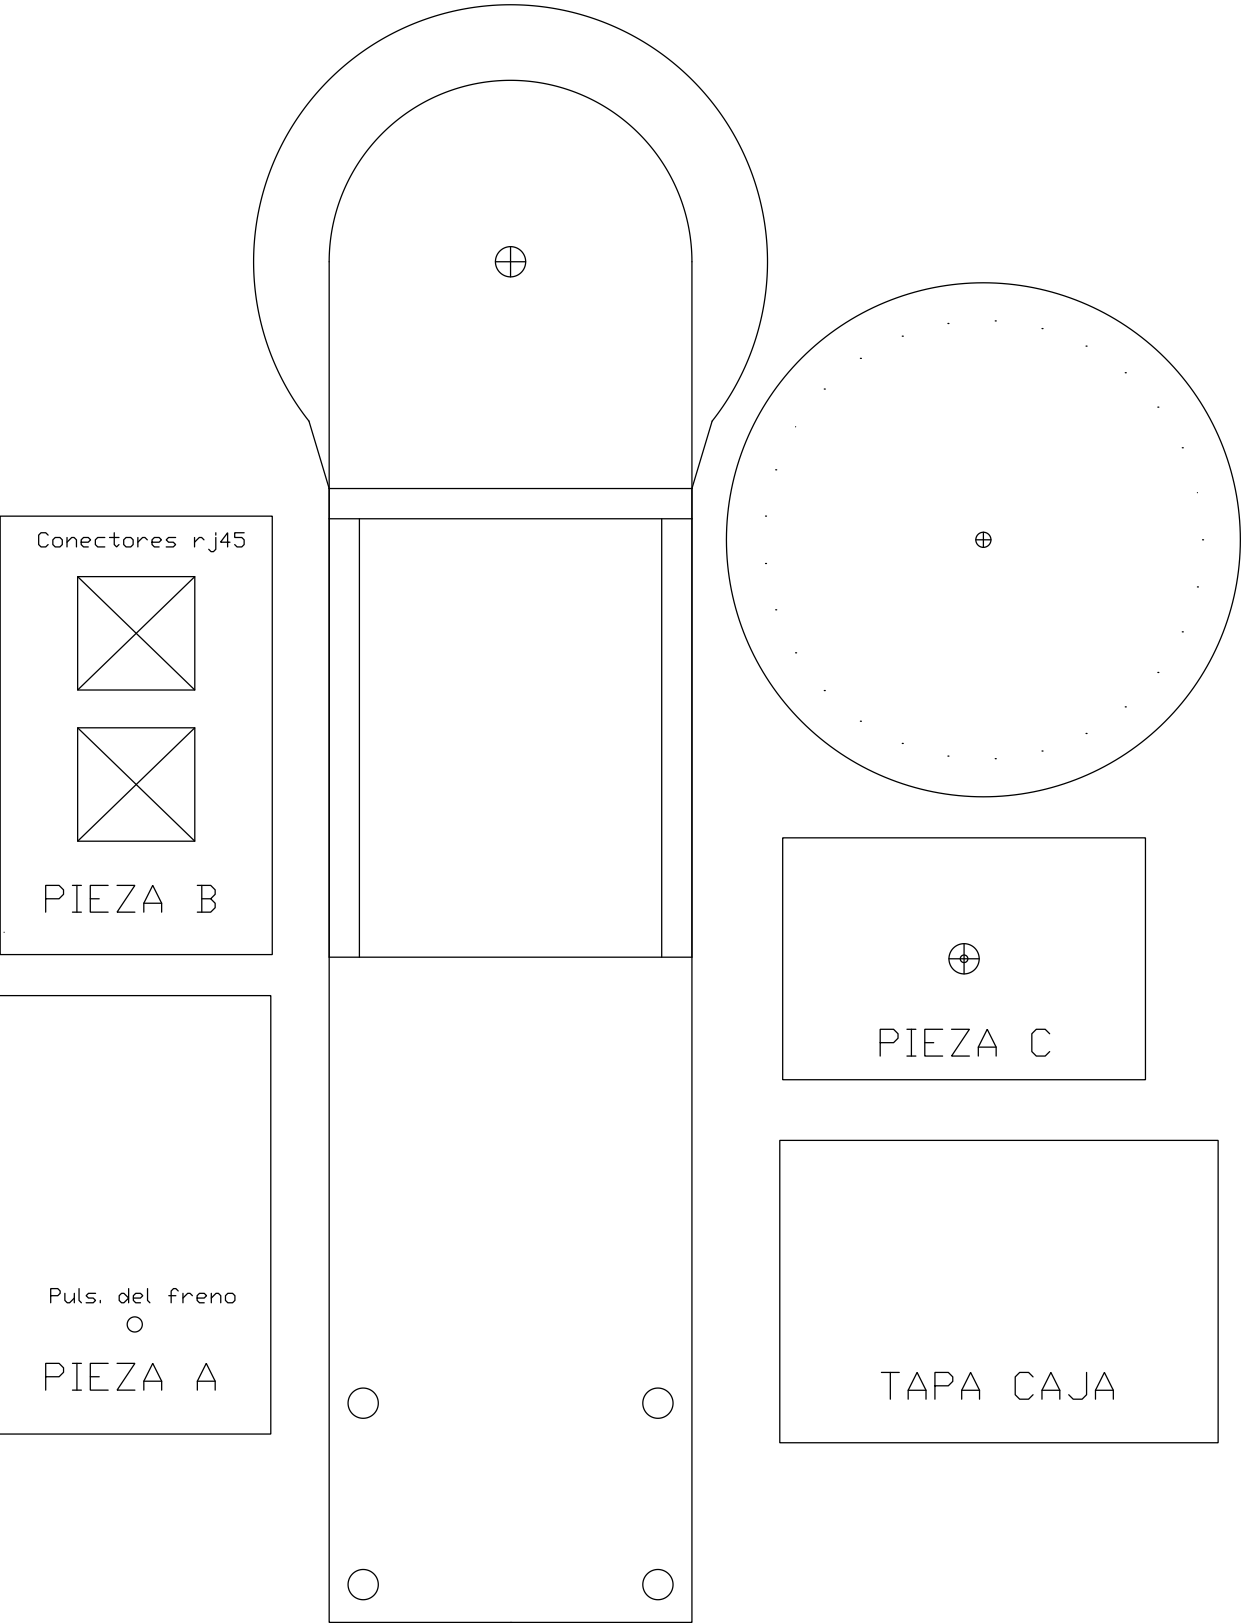 Conectores rj45
PIEZA B
PIEZA C
Puls. del freno
PIEZA A
TAPA CAJA